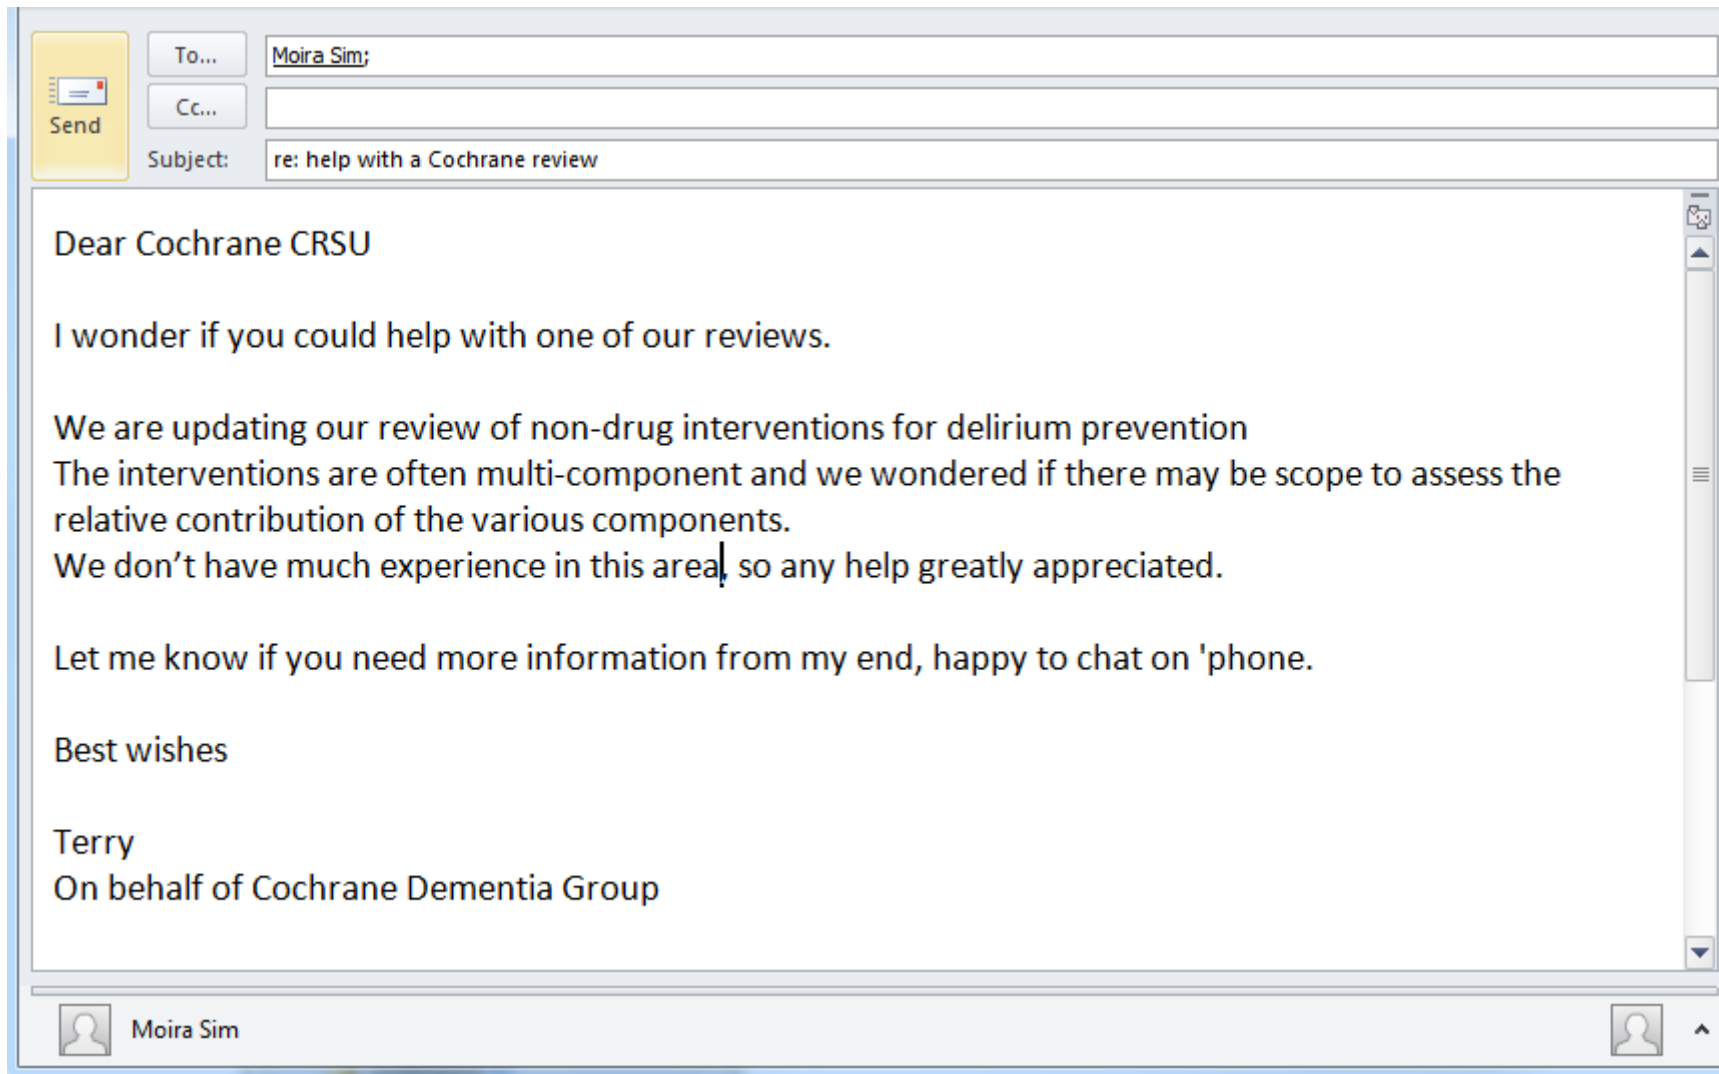 To...
Moira Sim;
Cc...
Send
Subject:
re: help with a Cochrane review
Dear Cochrane CRSU
I wonder if you could help with one of our reviews.
We are updating our review of non-drug interventions for delirium prevention
The interventions are often multi-component and we wondered if there may be scope to assess the
relative contribution of the various components.
We don’t have much experience in this area, so any help greatly appreciated.
Let me know if you need more information from my end, happy to chat on 'phone.
Best wishes
Terry
On behalf of Cochrane Dementia Group
Moira Sim